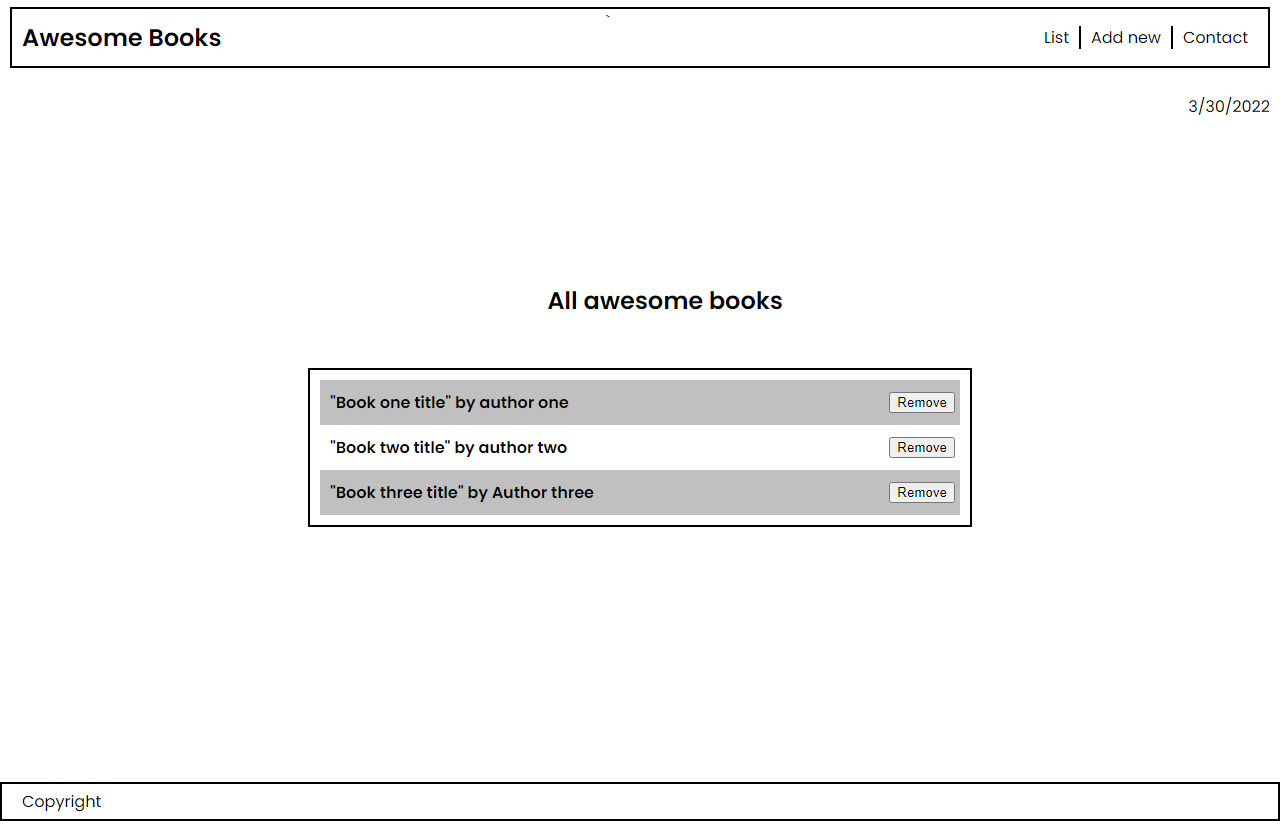 Awesome Books
List
Add new
Contact
3/30/2022
All awesome books
"Book one title" by author one
Remove
"Book two title" by author two
Remove
"Book three title" by Author three
Remove
Copyright